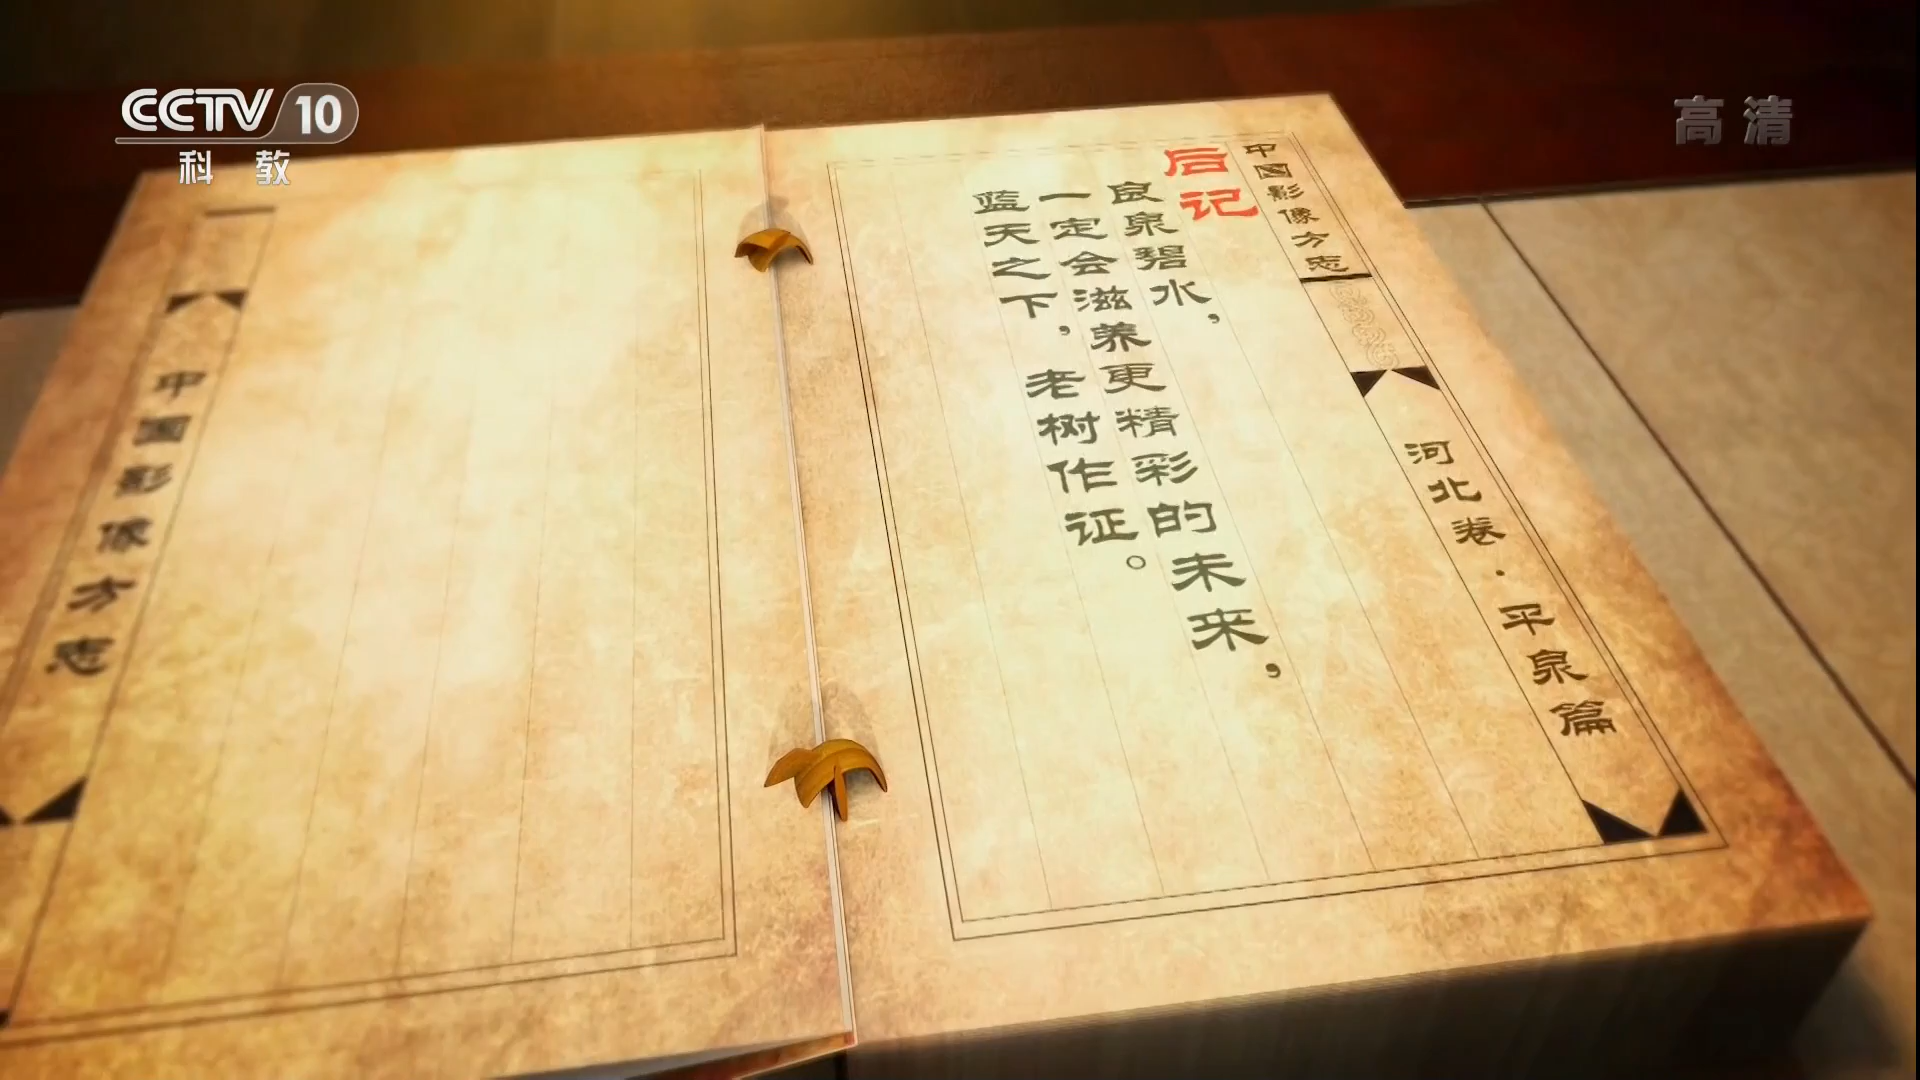 CCTV 10
科教
高清
中國影像方志
河北卷·平泉篇
后记
良泉碧水，
一定会滋养更精彩的未来，
蓝天之下，老树作证。
中國影像方志